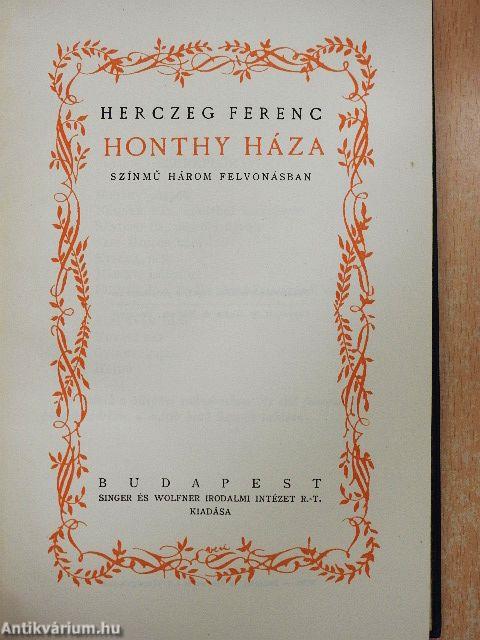 HERCZEG FERENC
HONTHY HÁZA
SZÍNMŰ HÁROM FELVONÁSBAN
BUDAPEST
SINGER ÉS WOLFNER IRODALMI INTÉZET R.-T.
KIADÁSA
Antikvárium.hu